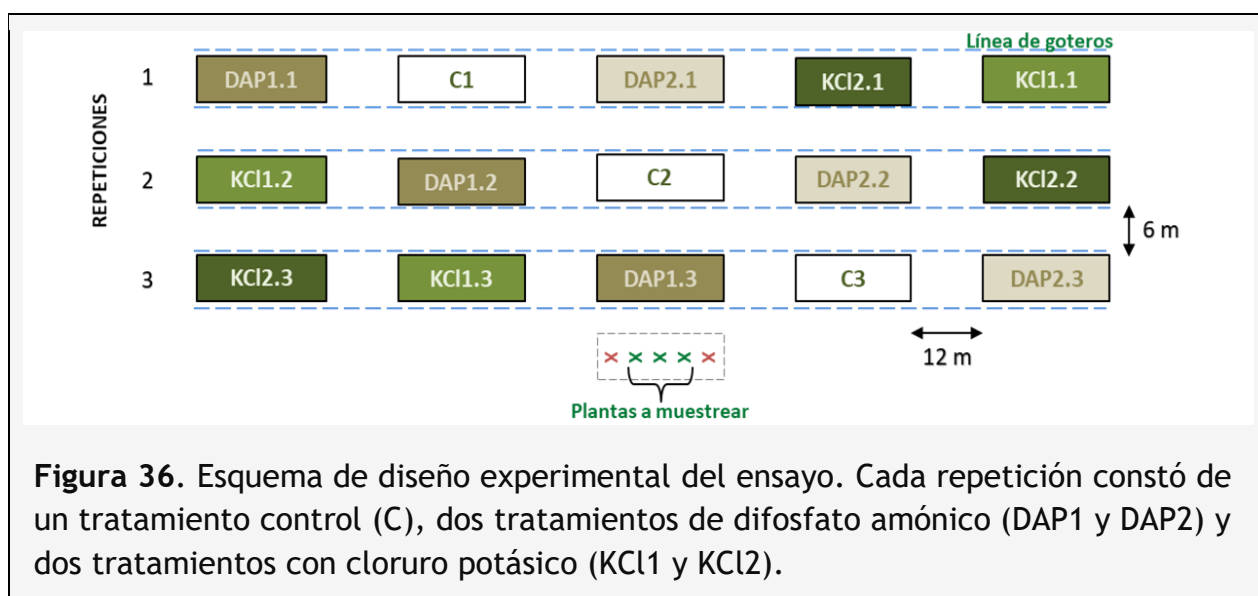 Línea de goteros
REPETICIONES
1 DAP1.1 C1 DAP2.1 KCl2.1 KCl1.1
2 KCl1.2 DAP1.2 C2 DAP2.2 KCl2.2
6 m
3 KCl2.3 KCl1.3 DAP1.3 C3 DAP2.3
12 m
x x x x x
Plantas a muestrear
Figura 36. Esquema de diseño experimental del ensayo. Cada repetición constó de
un tratamiento control (C), dos tratamientos de difosfato amónico (DAP1 y DAP2) y
dos tratamientos con cloruro potásico (KCl1 y KCl2).